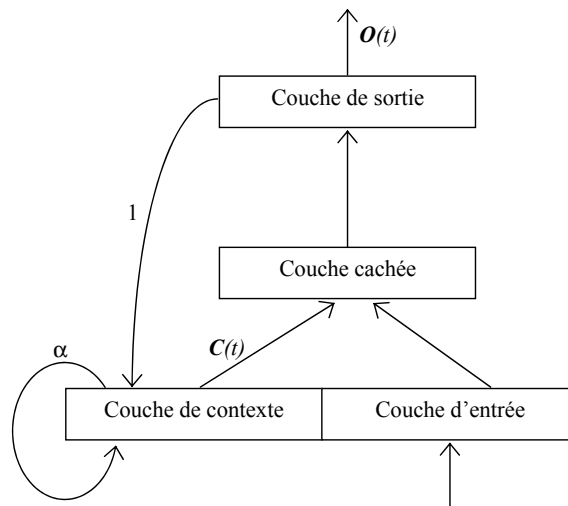 O(t)
Couche de sortie
1
Couche cachée
C(t)
α
Couche de contexte
Couche d'entrée